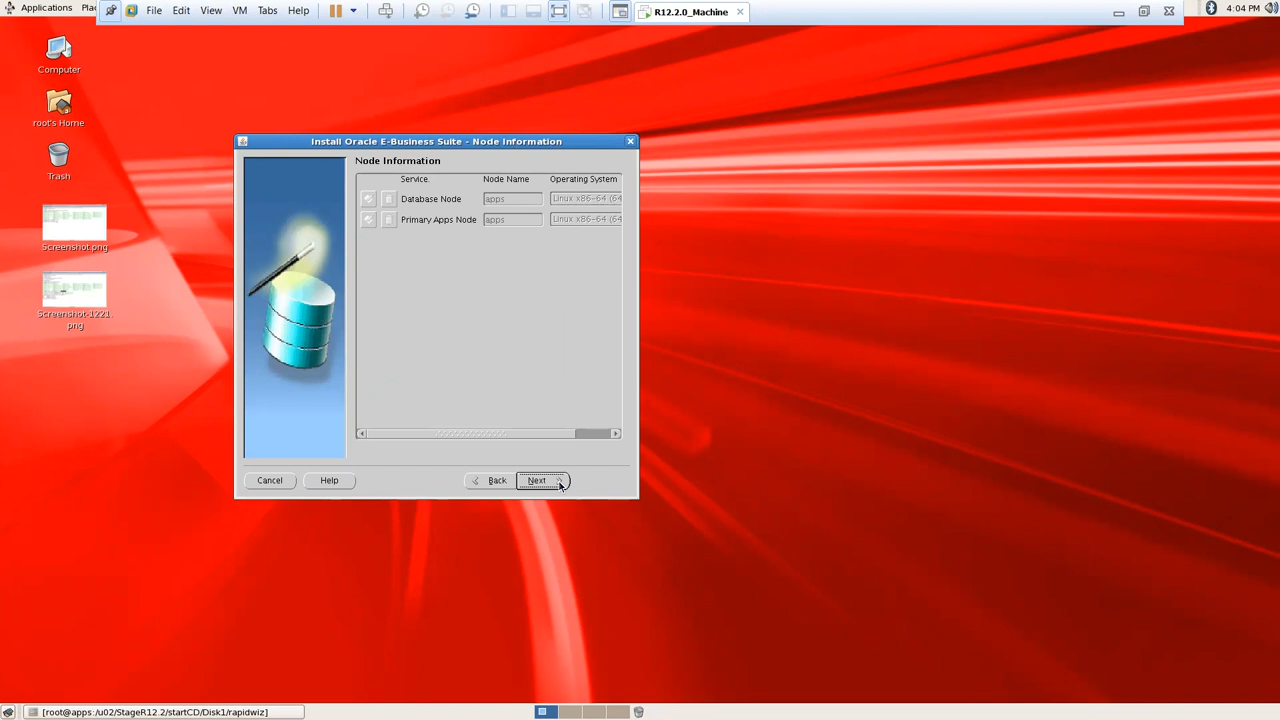 Applications Plac
File Edit View VM Tabs Help
R12.2.0_Machine
4:04 PM
Computer
root's Home
Trash
Screenshot.png
Screenshot-1221.
png
Install Oracle E-Business Suite - Node Information
Node Information
Service. Node Name Operating System
Database Node apps Linux x86-64 (64
Primary Apps Node apps Linux x86-64 (64
Cancel Help Back Next
[root@apps:/u02/StageR12.2/startCD/Disk1/rapidwiz]